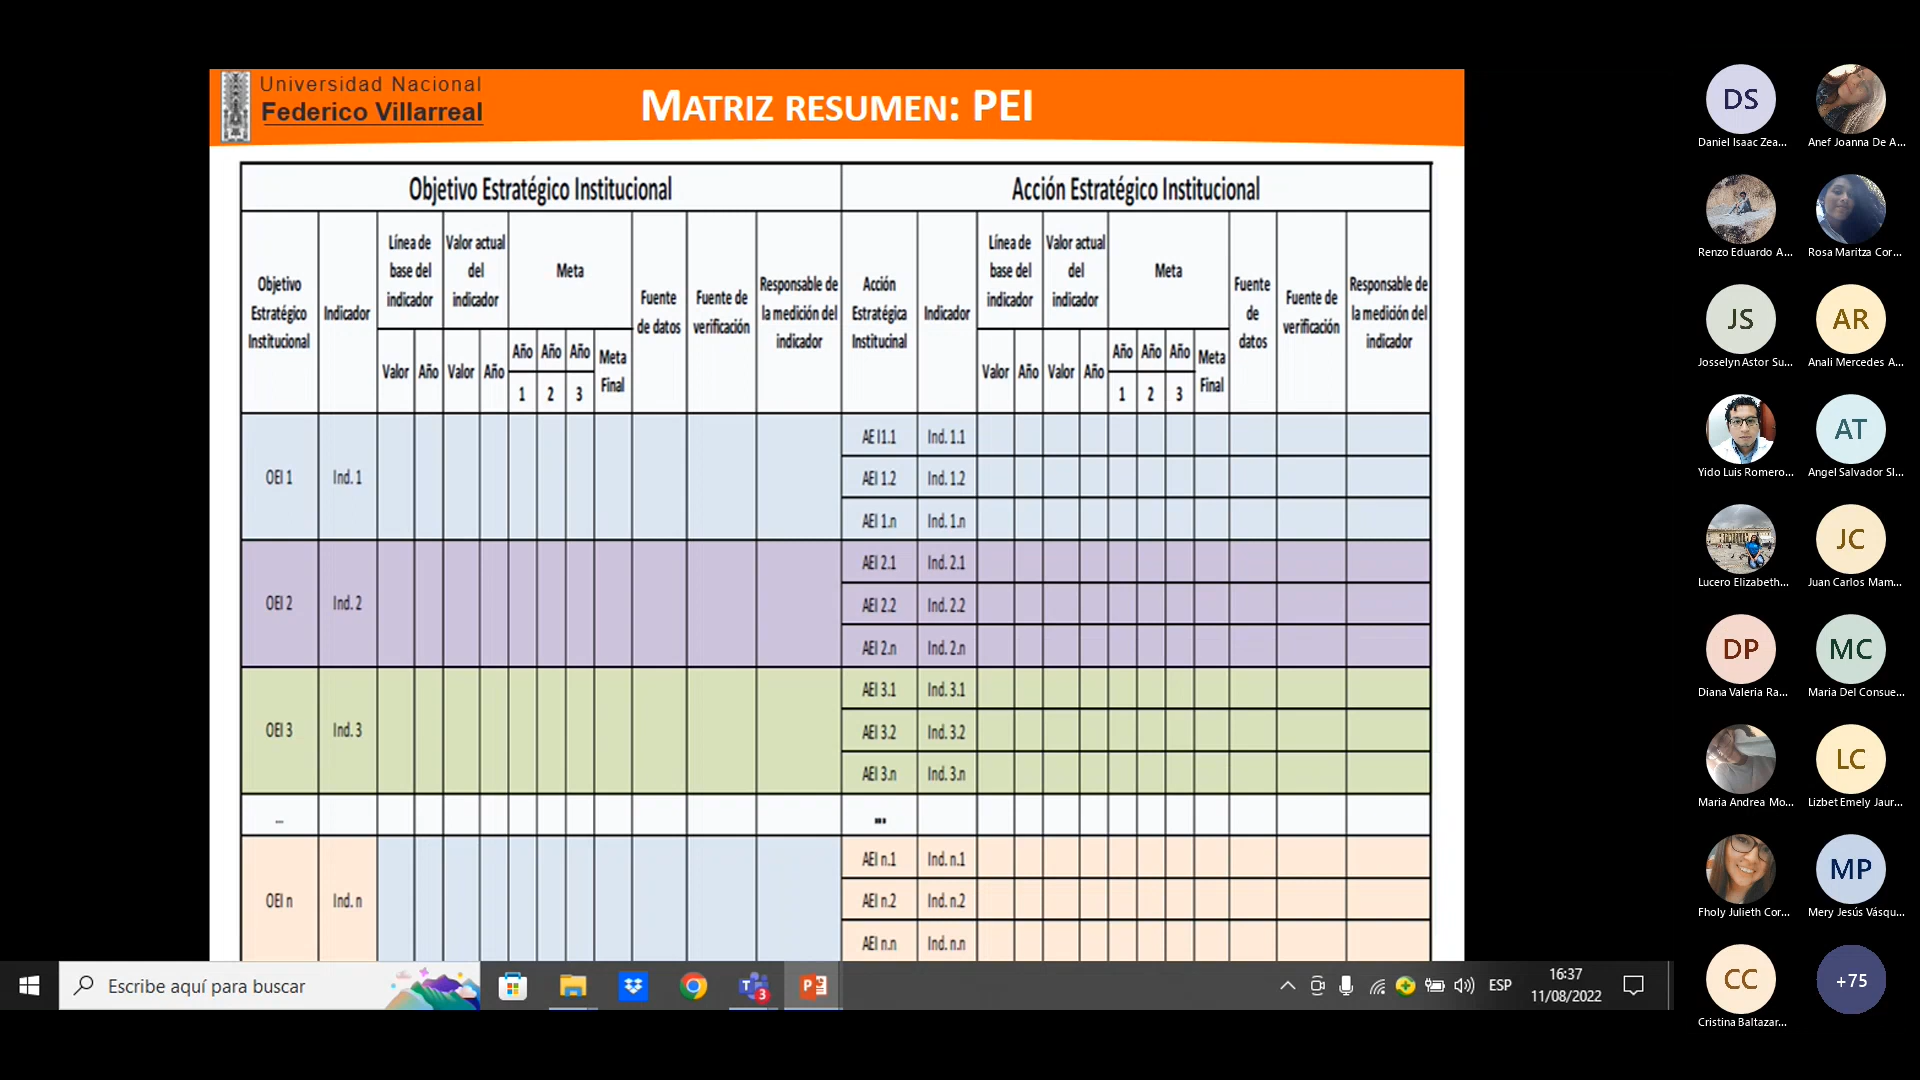 Universidad Nacional
Federico Villarreal
MATRIZ RESUMEN: PEI
Objetivo Estratégico Institucional
Acción Estratégico Institucional
Objetivo Estratégico Institucional
Indicador
Línea de base del indicador
Valor actual del indicador
Meta
Fuente de datos
Fuente de verificación
Responsable de la medición del indicador
Acción Estratégica Institucinal
Indicador
Línea de base del indicador
Valor actual del indicador
Meta
Fuente de datos
Fuente de verificación
Responsable de la medición del indicador
Valor Año Valor Año Año 1 Año 2 Año 3 Meta Final
Valor Año Valor Año Año 1 Año 2 Año 3 Meta Final
OEI 1 Ind. 1
AE I1.1 Ind. 1.1
AEI 1.2 Ind. 1.2
AEI 1.n Ind. 1.n
OEI 2 Ind. 2
AEI 2.1 Ind. 2.1
AEI 2.2 Ind. 2.2
AEI 2.n Ind. 2.n
OEI 3 Ind. 3
AEI 3.1 Ind. 3.1
AEI 3.2 Ind. 3.2
AEI 3.n Ind. 3.n
... ...
OEI n Ind. n
AEI n.1 Ind. n.1
AEI n.2 Ind. n.2
AEI n.n Ind. n.n
Escribe aquí para buscar
3
ESP
16:37
11/08/2022
DS
Daniel Isaac Zea...
Anef Joanna De A...
Renzo Eduardo A...
Rosa Maritza Cor...
JS
Josselyn Astor Su...
AR
Anali Mercedes A...
Yido Luis Romero...
AT
Angel Salvador Sl...
Lucero Elizabeth...
JC
Juan Carlos Mam...
DP
Diana Valeria Ra...
MC
Maria Del Consue...
Maria Andrea Mo...
LC
Lizbet Emely Jaur...
Fholy Julieth Cor...
MP
Mery Jesús Vásqu...
CC
Cristina Baltazar...
+75